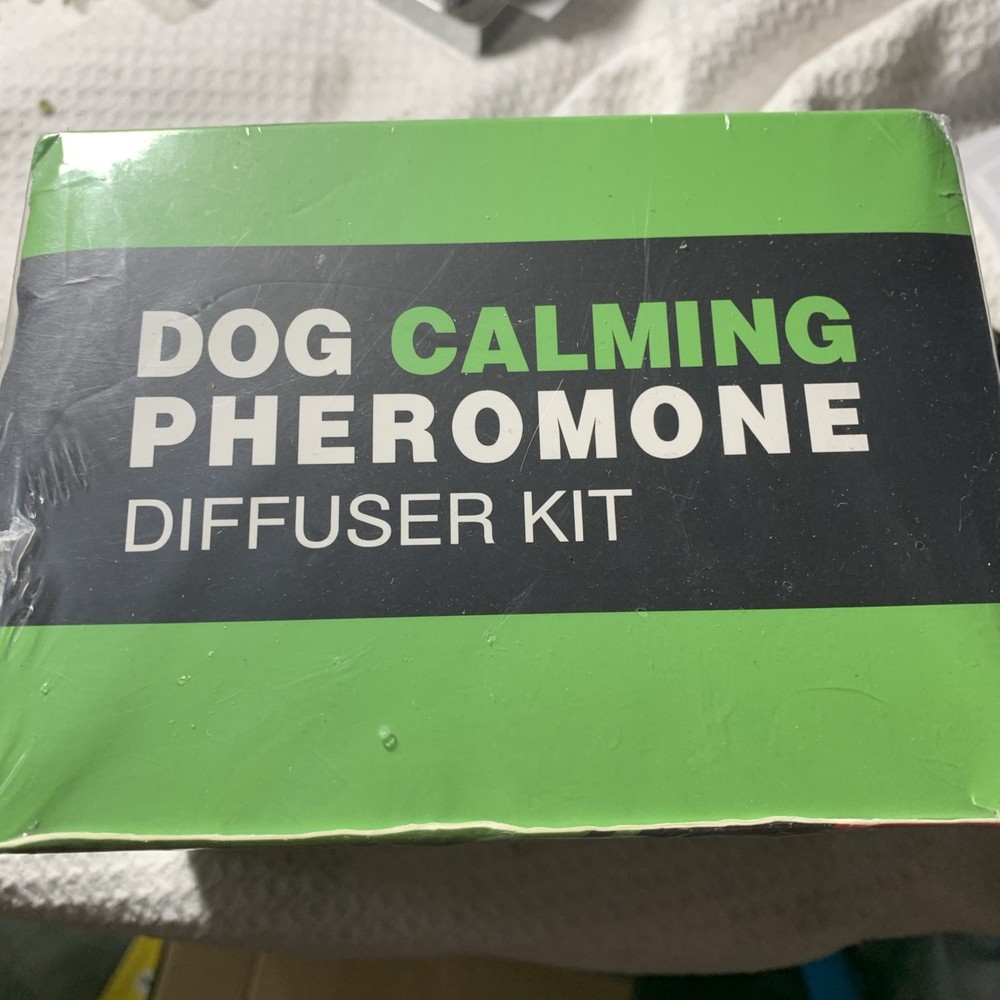 DOG CALMING
PHEROMONE
DIFFUSER KIT